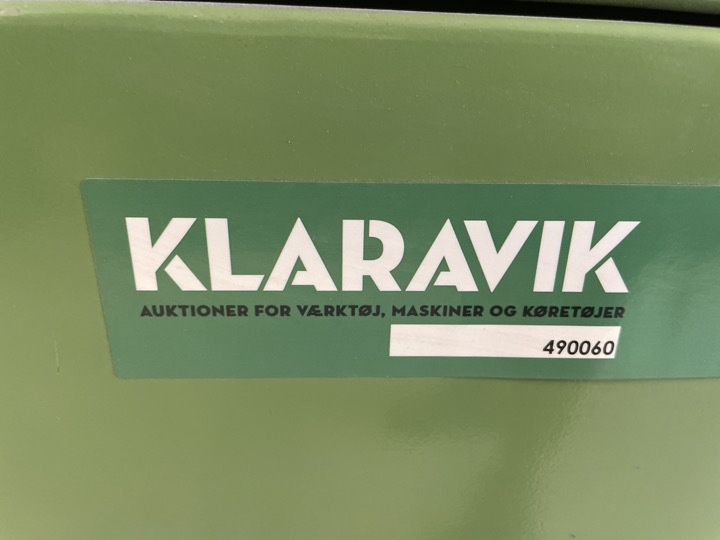 KLARAVIK
AUKTIONER FOR VÆRKTØJ, MASKINER OG KØRETØJER
490060